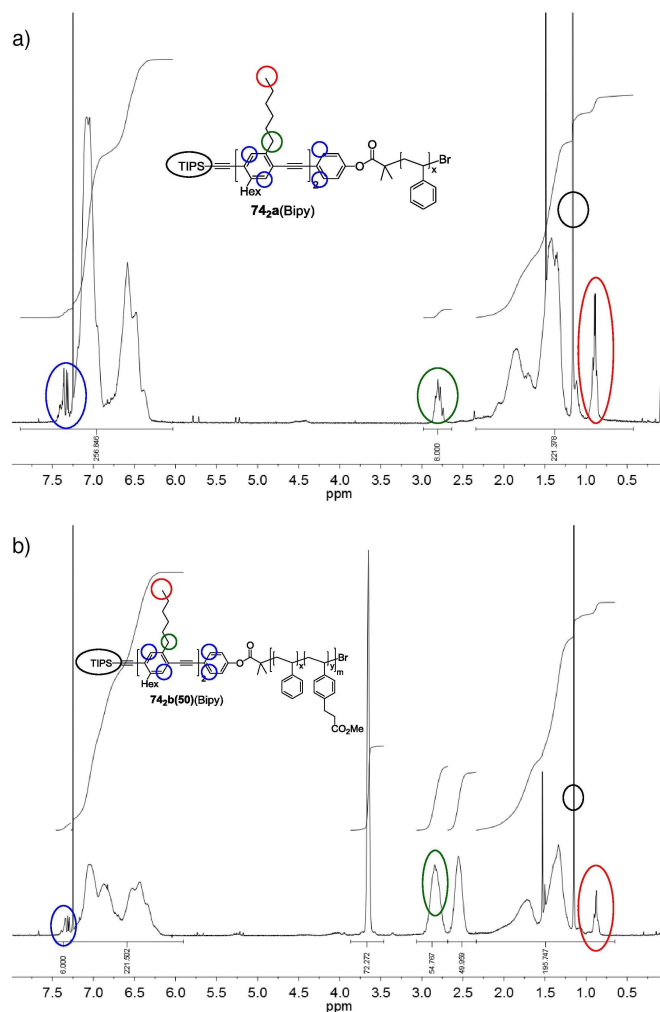 a)
TIPS
Hex
2
O
O
x
Br
74₂a(Bipy)
256.646
8.000
221.378
7.5 7.0 6.5 6.0 5.5 5.0 4.5 4.0 3.5 3.0 2.5 2.0 1.5 1.0 0.5
ppm
b)
TIPS
Hex
2
O
O
x
y
m
Br
CO₂Me
74₂b(50)(Bipy)
6.000
221.502
72.272
54.767
49.959
195.747
7.5 7.0 6.5 6.0 5.5 5.0 4.5 4.0 3.5 3.0 2.5 2.0 1.5 1.0 0.5
ppm